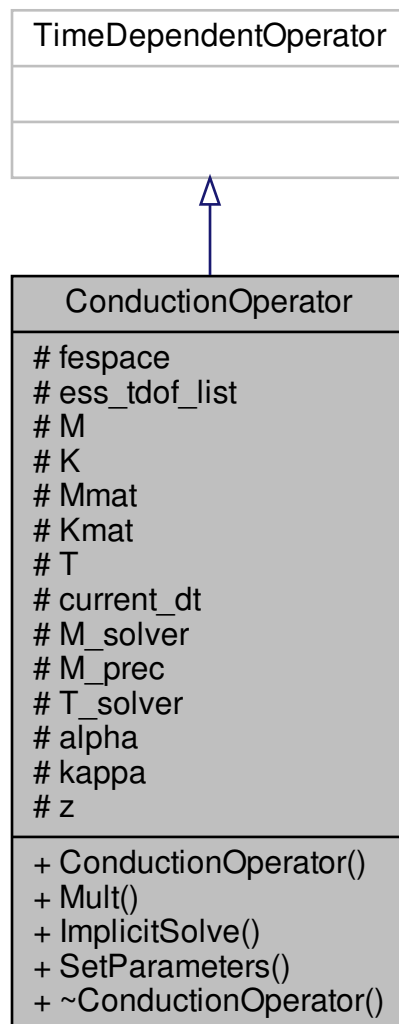 TimeDependentOperator
ConductionOperator
# fespace
# ess_tdof_list
# M
# K
# Mmat
# Kmat
# T
# current_dt
# M_solver
# M_prec
# T_solver
# alpha
# kappa
# z
+ ConductionOperator()
+ Mult()
+ ImplicitSolve()
+ SetParameters()
+ ~ConductionOperator()